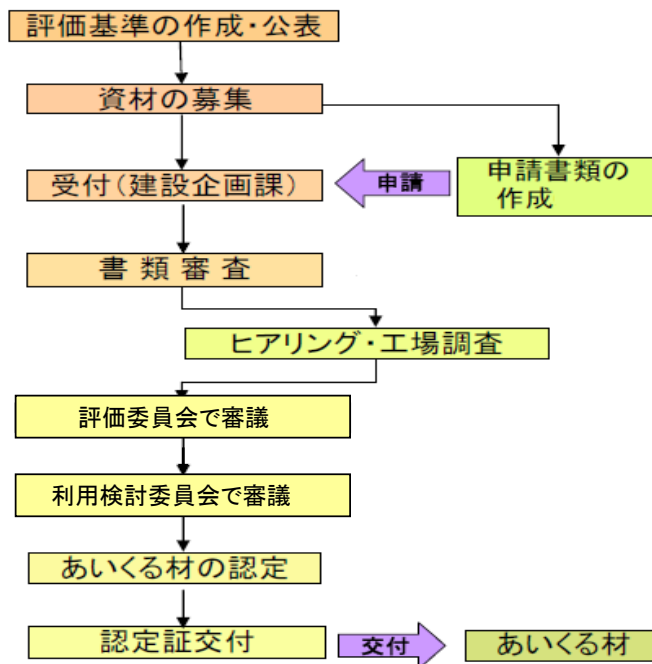 評価基準の作成・公表
資材の募集
受付(建設企画課)
申請
申請書類の
作成
書類審査
ヒアリング・工場調査
評価委員会で審議
利用検討委員会で審議
あいくる材の認定
認定証交付
交付
あいくる材